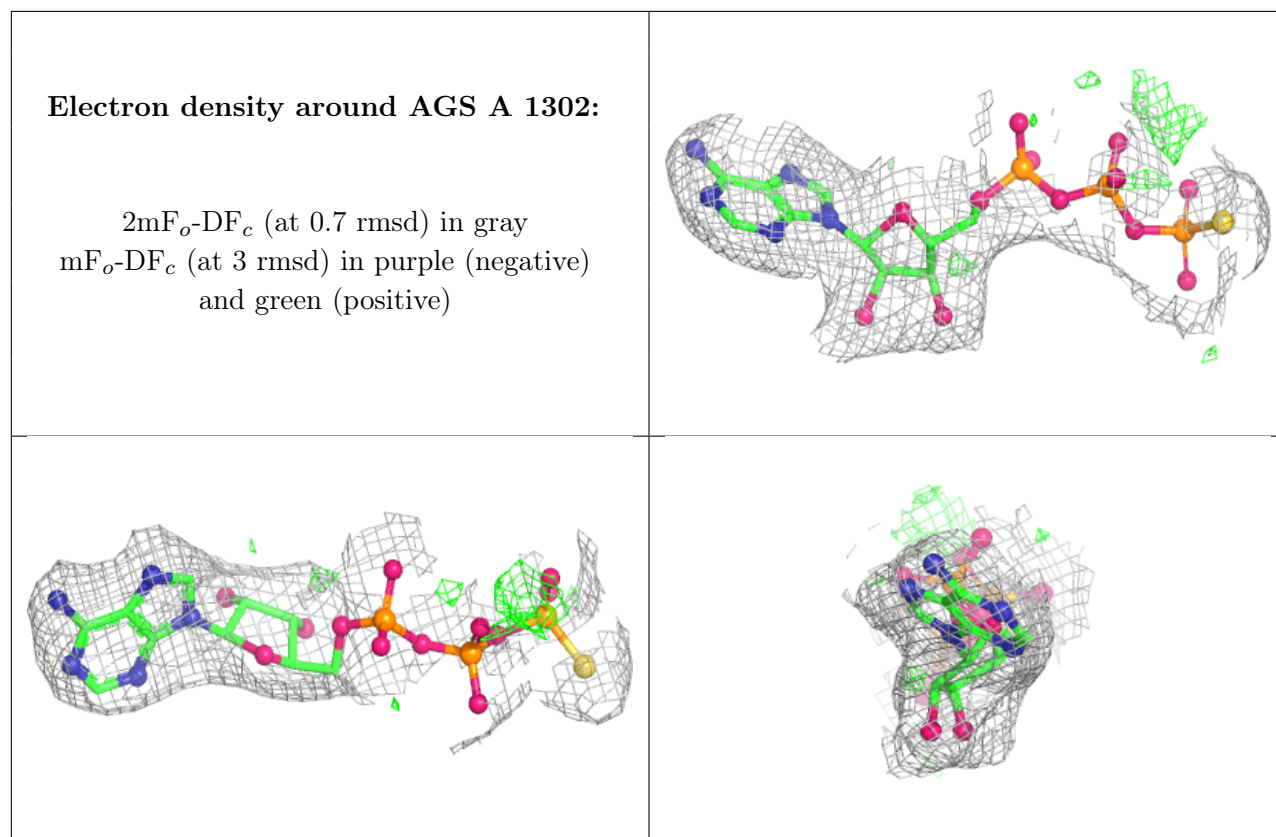 Electron density around AGS A 1302:
2mFo-DFc (at 0.7 rmsd) in gray
mFo-DFc (at 3 rmsd) in purple (negative)
and green (positive)